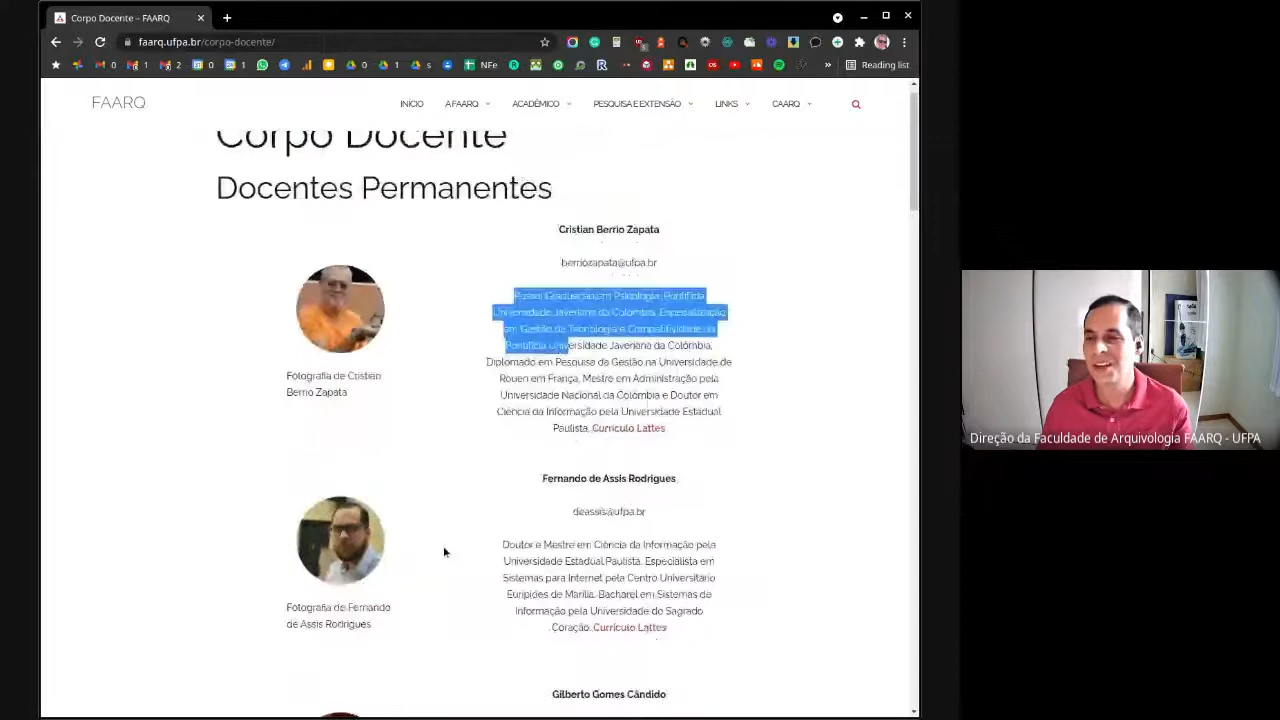 Corpo Docente – FAARQ
faarq.ufpa.br/corpo-docente/
NFe
Reading list
FAARQ
INÍCIO
A FAARQ
ACADÊMICO
PESQUISA E EXTENSÃO
LINKS
CAARQ
Corpo Docente
Docentes Permanentes
Cristian Berrio Zapata
berriozapata@ufpa.br
Possui Graduação em Psicologia, Pontifícia
Universidade Javeriana da Colômbia, Especialização
em Gestão de Tecnologia e Competitividade da
Pontifícia Universidade Javeriana da Colômbia,
Diplomado em Pesquisa da Gestão na Universidade de
Rouen em França, Mestre em Administração pela
Universidade Nacional da Colômbia e Doutor em
Ciência da Informação pela Universidade Estadual
Paulista. Currículo Lattes
Fotografia de Cristian
Berrio Zapata
Fernando de Assis Rodrigues
deassis@ufpa.br
Doutor e Mestre em Ciência da Informação pela
Universidade Estadual Paulista. Especialista em
Sistemas para Internet pelo Centro Universitário
Eurípides de Marília. Bacharel em Sistemas de
Informação pela Universidade do Sagrado
Coração. Currículo Lattes
Fotografia de Fernando
de Assis Rodrigues
Gilberto Gomes Cândido
Direção da Faculdade de Arquivologia FAARQ - UFPA